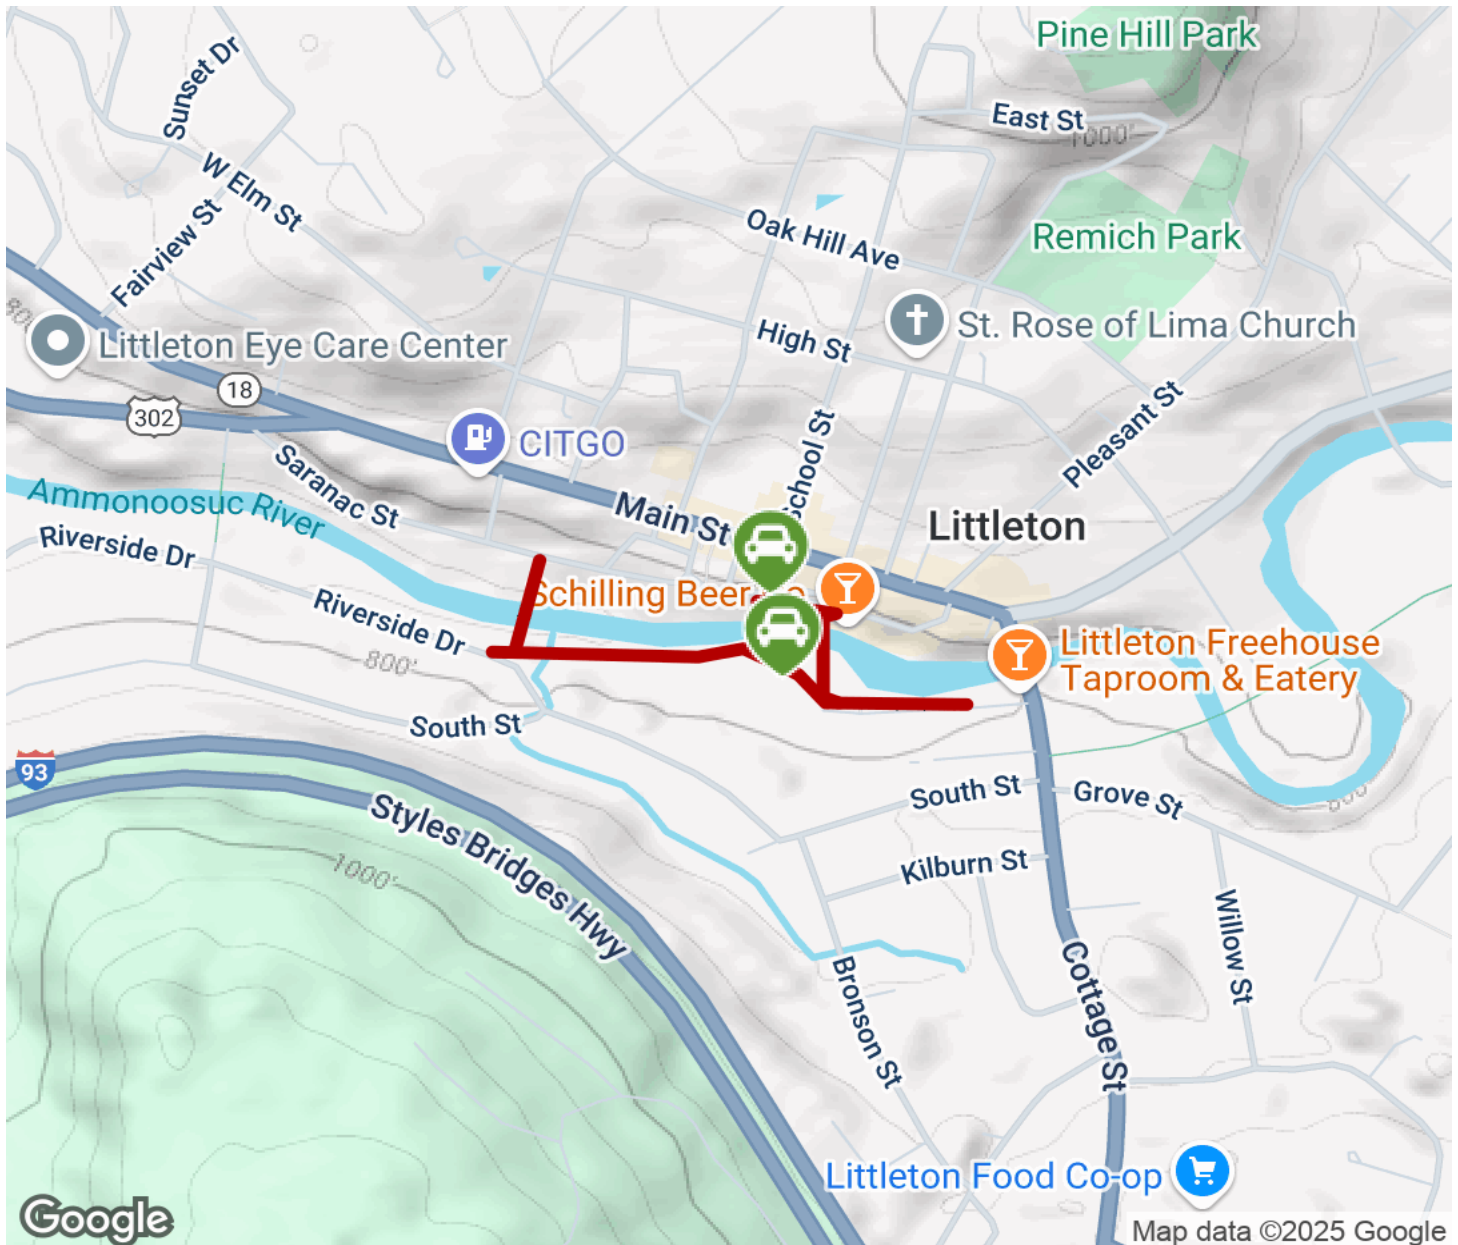 Pine Hill Park
Sunset Dr
East St
1000'
W Elm St
Fairview St
Oak Hill Ave
Remich Park
St. Rose of Lima Church
High St
Littleton Eye Care Center
18
302
CITGO
School St
Pleasant St
Saranac St
Ammonoosuc River
Main St
Littleton
Riverside Dr
Schilling Beer
Riverside Dr
800'
Littleton Freehouse
Taproom & Eatery
South St
93
South St
Grove St
800'
Styles Bridges Hwy
1000'
Kilburn St
Willow St
Cottage St
Bronson St
Littleton Food Co-op
Google
Map data ©2025 Google